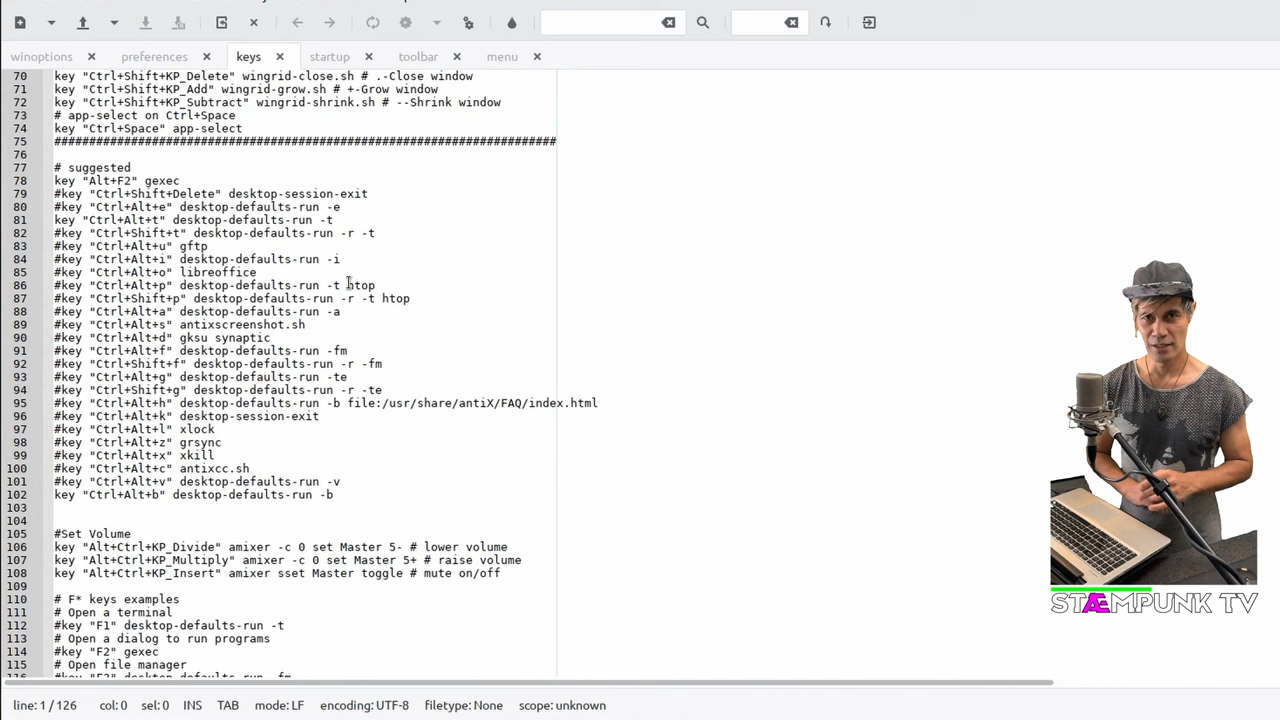 winoptions
preferences
keys
startup
toolbar
menu
70 key "Ctrl+Shift+KP_Delete" wingrid-close.sh # .-Close window
71 key "Ctrl+Shift+KP_Add" wingrid-grow.sh # +-Grow window
72 key "Ctrl+Shift+KP_Subtract" wingrid-shrink.sh # --Shrink window
73 # app-select on Ctrl+Space
74 key "Ctrl+Space" app-select
75 ########################################################################
76
77 # suggested
78 key "Alt+F2" gexec
79 #key "Ctrl+Shift+Delete" desktop-session-exit
80 #key "Ctrl+Alt+e" desktop-defaults-run -e
81 key "Ctrl+Alt+t" desktop-defaults-run -t
82 #key "Ctrl+Shift+t" desktop-defaults-run -r -t
83 #key "Ctrl+Alt+u" gftp
84 #key "Ctrl+Alt+i" desktop-defaults-run -i
85 #key "Ctrl+Alt+o" libreoffice
86 #key "Ctrl+Alt+p" desktop-defaults-run -t htop
87 #key "Ctrl+Shift+p" desktop-defaults-run -r -t htop
88 #key "Ctrl+Alt+a" desktop-defaults-run -a
89 #key "Ctrl+Alt+s" antixscreenshot.sh
90 #key "Ctrl+Alt+d" gksu synaptic
91 #key "Ctrl+Alt+f" desktop-defaults-run -fm
92 #key "Ctrl+Shift+f" desktop-defaults-run -r -fm
93 #key "Ctrl+Alt+g" desktop-defaults-run -te
94 #key "Ctrl+Shift+g" desktop-defaults-run -r -te
95 #key "Ctrl+Alt+h" desktop-defaults-run -b file:/usr/share/antiX/FAQ/index.html
96 #key "Ctrl+Alt+k" desktop-session-exit
97 #key "Ctrl+Alt+l" xlock
98 #key "Ctrl+Alt+z" grsync
99 #key "Ctrl+Alt+x" xkill
100 #key "Ctrl+Alt+c" antixcc.sh
101 #key "Ctrl+Alt+v" desktop-defaults-run -v
102 key "Ctrl+Alt+b" desktop-defaults-run -b
103
104
105 #Set Volume
106 key "Alt+Ctrl+KP_Divide" amixer -c 0 set Master 5- # lower volume
107 key "Alt+Ctrl+KP_Multiply" amixer -c 0 set Master 5+ # raise volume
108 key "Alt+Ctrl+KP_Insert" amixer sset Master toggle # mute on/off
109
110 # F* keys examples
111 # Open a terminal
112 #key "F1" desktop-defaults-run -t
113 # Open a dialog to run programs
114 #key "F2" gexec
115 # Open file manager
116 #key "F3" desktop-defaults-run -fm
STÆMPUNK TV
line: 1 / 126 col: 0 sel: 0 INS TAB mode: LF encoding: UTF-8 filetype: None scope: unknown